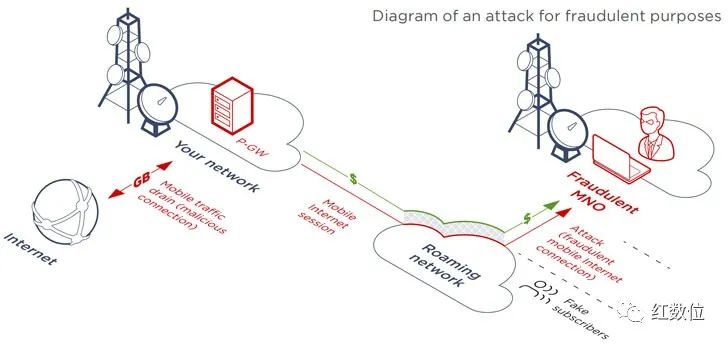 Diagram of an attack for fraudulent purposes
P-GW
Your network
GB
Mobile traffic
drain (malicious
connection)
Internet
$
Mobile
Internet
session
Roaming
network
$
Fraudulent
MNO
Attack
(fraudulent
mobile Internet
connection)
Fake
subscribers
红数位